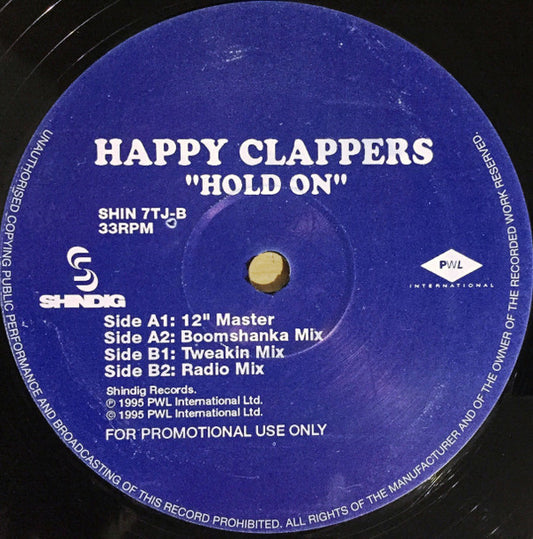 HAPPY CLAPPERS
"HOLD ON"
SHIN 7TJ-B
33RPM
SHINDIG
PWL
INTERNATIONAL
Side A1: 12" Master
Side A2: Boomshanka Mix
Side B1: Tweakin Mix
Side B2: Radio Mix
Shindig Records.
℗ 1995 PWL International Ltd.
© 1995 PWL International Ltd.
FOR PROMOTIONAL USE ONLY
UNAUTHORISED COPYING PUBLIC PERFORMANCE AND BROADCASTING OF THIS RECORD PROHIBITED. ALL RIGHTS OF THE MANUFACTURER AND OF THE OWNER OF THE RECORDED WORK RESERVED.